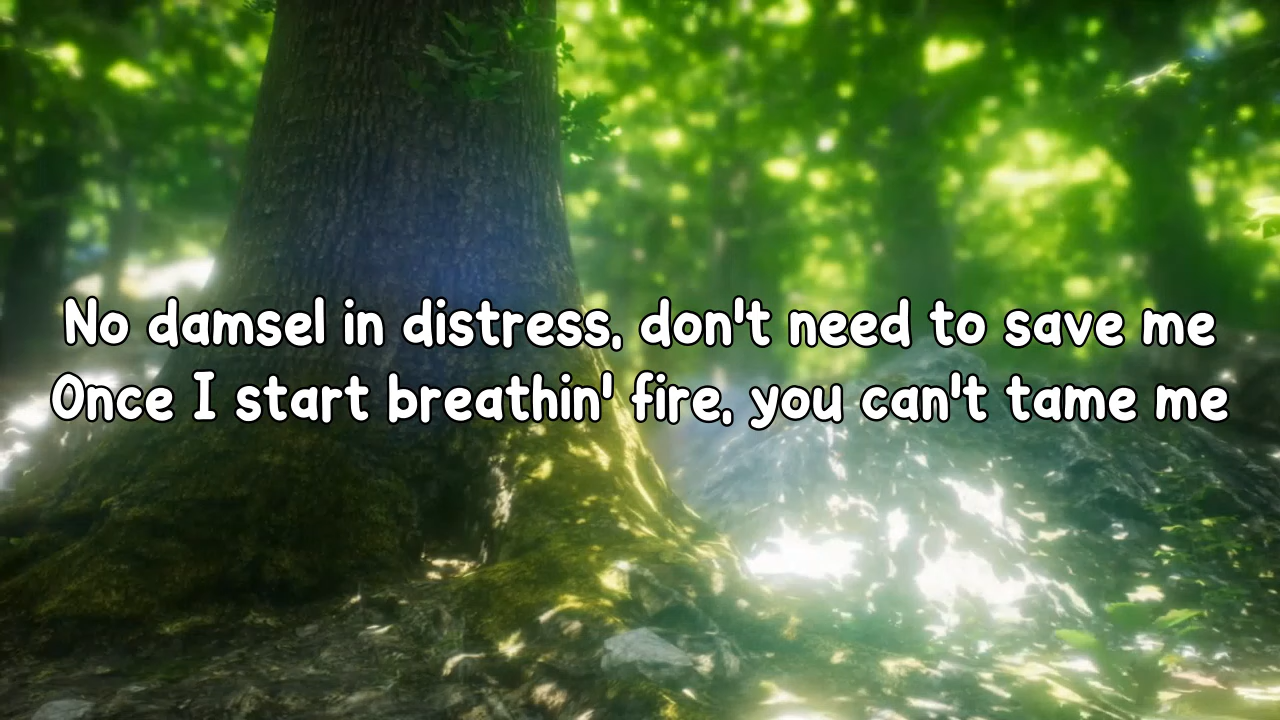 No damsel in distress, don't need to save me
Once I start breathin' fire, you can't tame me